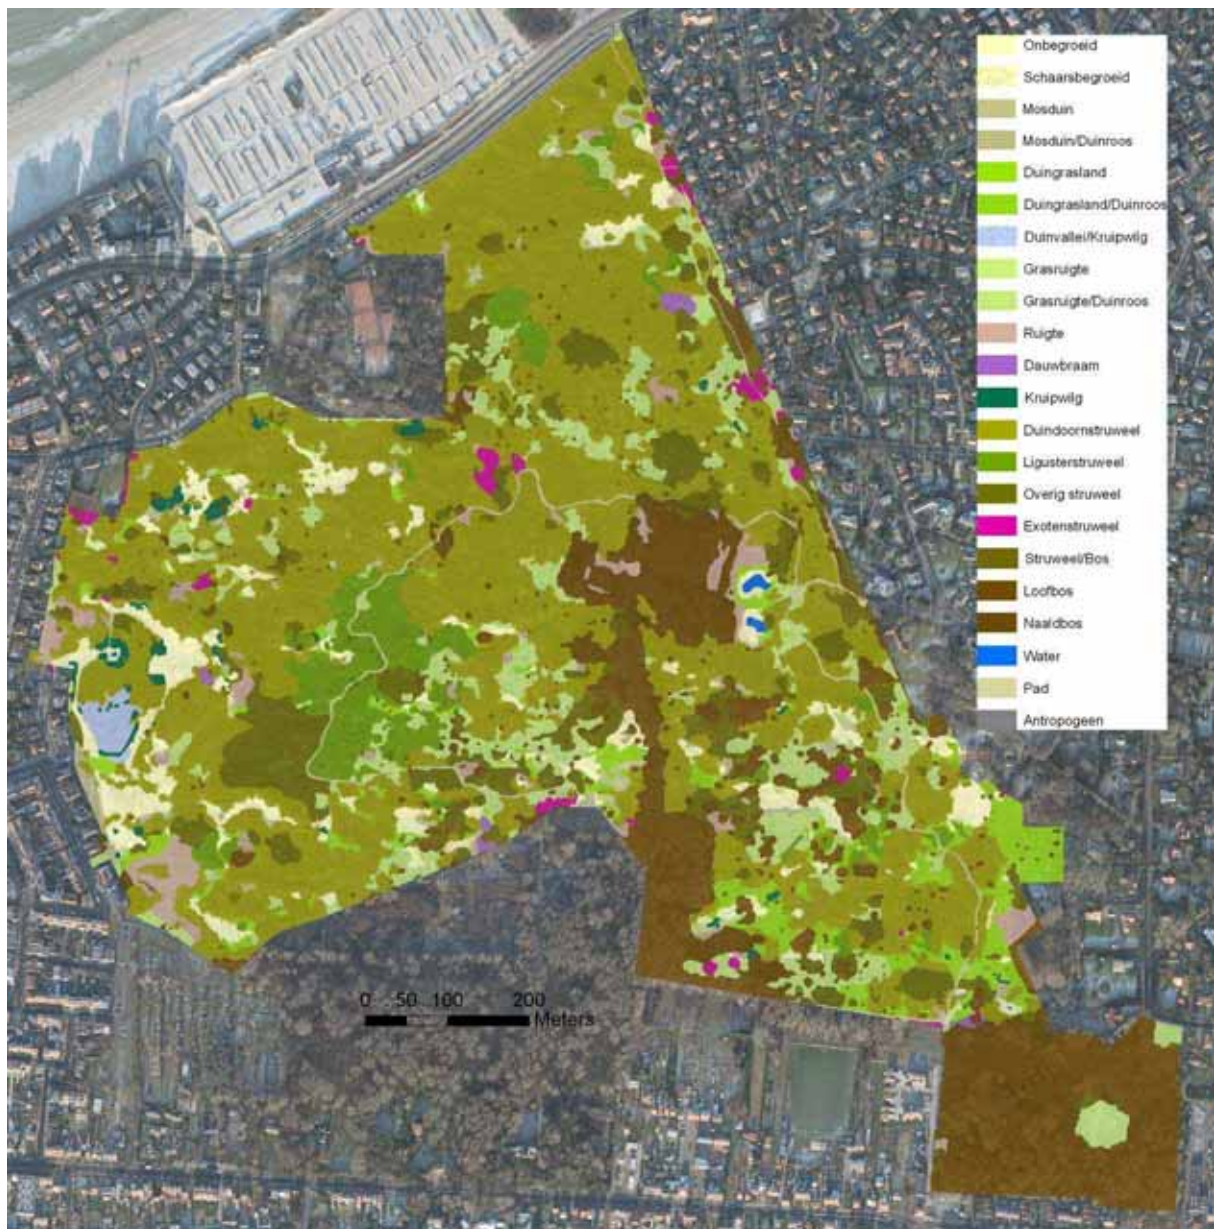 Onbegroeid
Schaarsbegroeid
Mosduin
Mosduin/Duinroos
Duingrasland
Duingrasland/Duinroos
Duinvallei/Kruipwilg
Grasruigte
Grasruigte/Duinroos
Ruigte
Dauwbraam
Kruipwilg
Duindoornstruweel
Ligusterstruweel
Overig struweel
Exotenstruweel
Struweel/Bos
Loofbos
Naaldbos
Water
Pad
Antropogeen
0 50 100 200
Meters